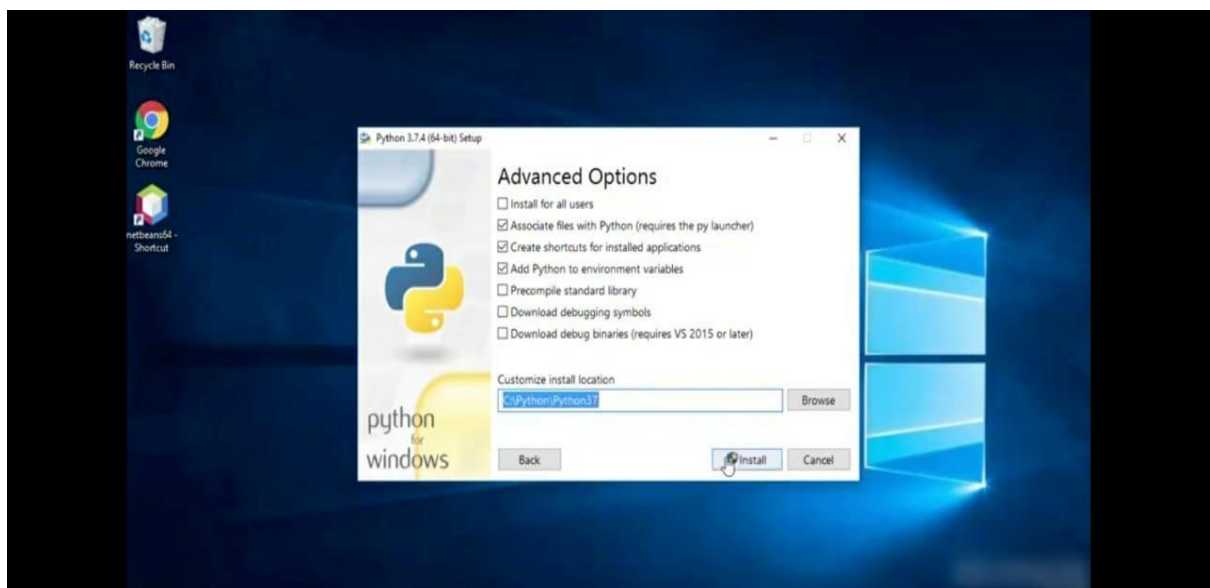 Recycle Bin
Google
Chrome
netbeans64 -
Shortcut
Python 3.7.4 (64-bit) Setup
Advanced Options
Install for all users
Associate files with Python (requires the py launcher)
Create shortcuts for installed applications
Add Python to environment variables
Precompile standard library
Download debugging symbols
Download debug binaries (requires VS 2015 or later)
Customize install location
C:\Python\Python37
Browse
python
for
windows
Back
Install
Cancel